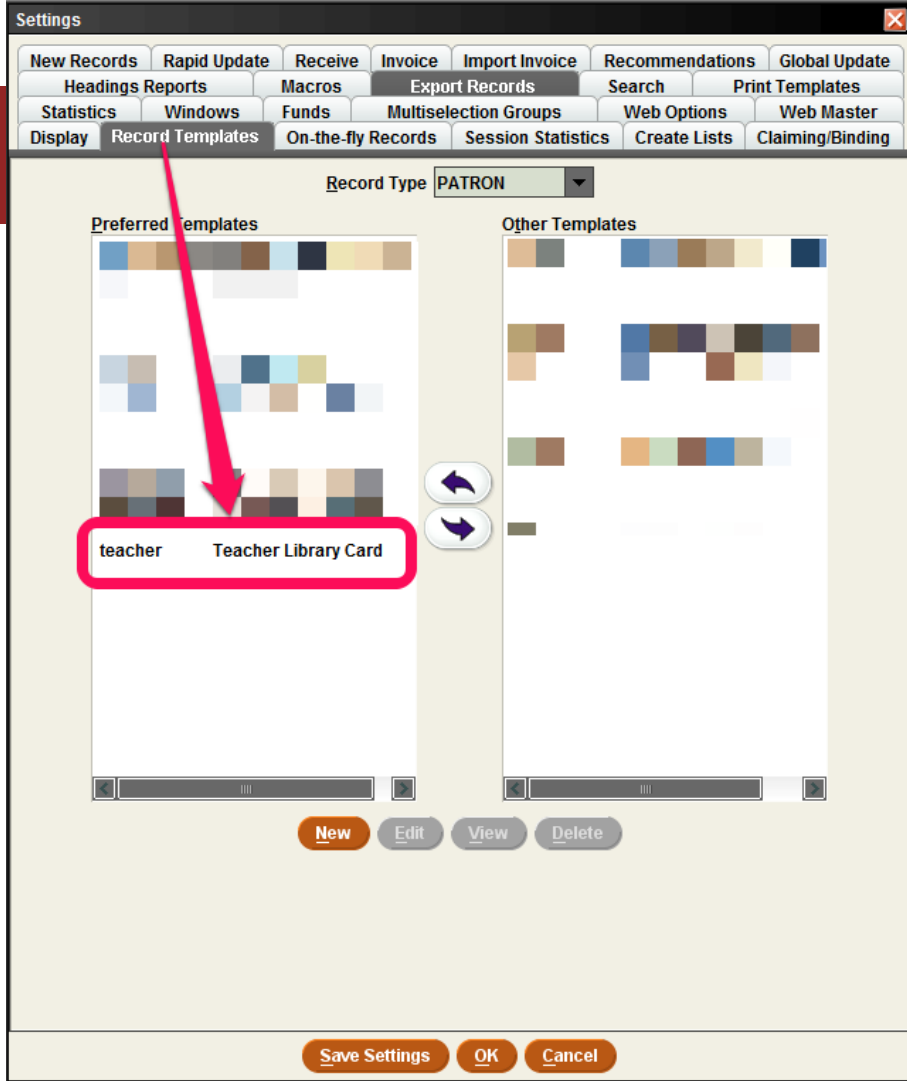 Settings
New Records Rapid Update Receive Invoice Import Invoice Recommendations Global Update
Headings Reports Macros Export Records Search Print Templates
Statistics Windows Funds Multiselection Groups Web Options Web Master
Display Record Templates On-the-fly Records Session Statistics Create Lists Claiming/Binding
Record Type PATRON
Preferred Templates Other Templates
teacher Teacher Library Card
New Edit View Delete
Save Settings OK Cancel